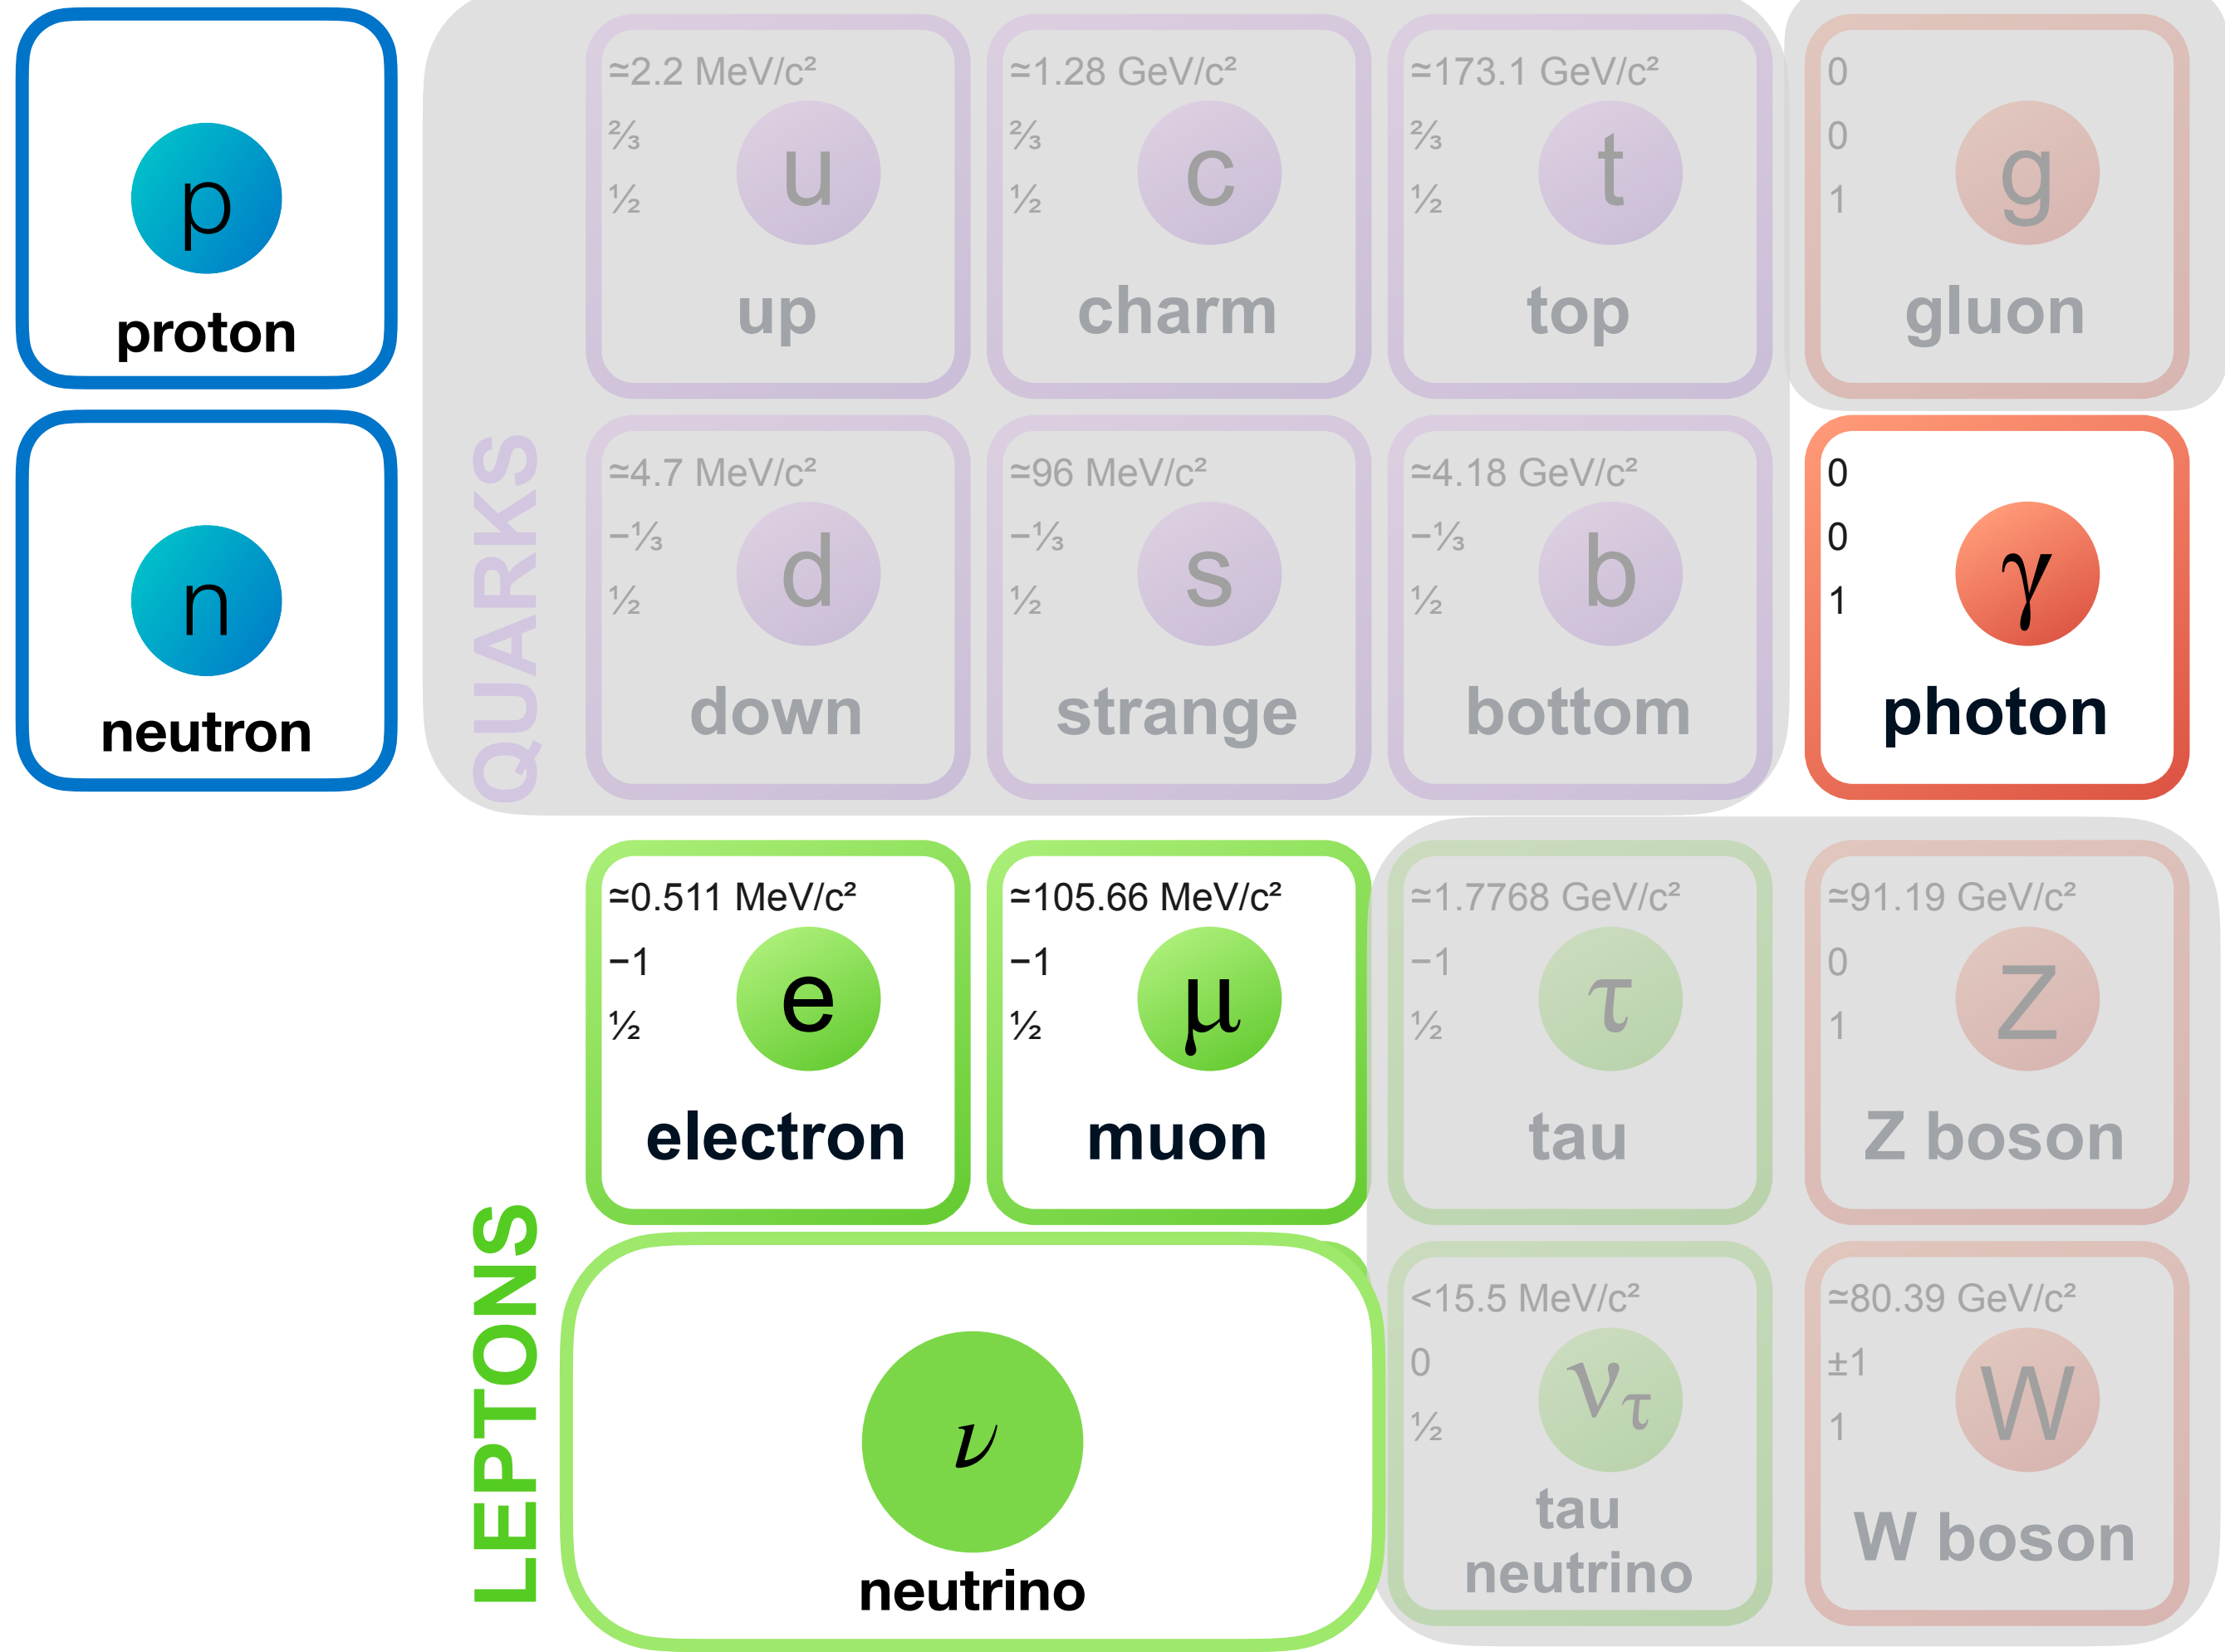 p
proton
n
neutron
QUARKS
≃2.2 MeV/c²
⅔
½
u
up
≃1.28 GeV/c²
⅔
½
c
charm
≃173.1 GeV/c²
⅔
½
t
top
0
0
1
g
gluon
≃4.7 MeV/c²
−⅓
½
d
down
≃96 MeV/c²
−⅓
½
s
strange
≃4.18 GeV/c²
−⅓
½
b
bottom
0
0
1
γ
photon
LEPTONS
≃0.511 MeV/c²
−1
½
e
electron
≃105.66 MeV/c²
−1
½
μ
muon
≃1.7768 GeV/c²
−1
½
τ
tau
≃91.19 GeV/c²
0
1
Z
Z boson
ν
neutrino
<15.5 MeV/c²
0
½
ντ
tau
neutrino
≃80.39 GeV/c²
±1
1
W
W boson